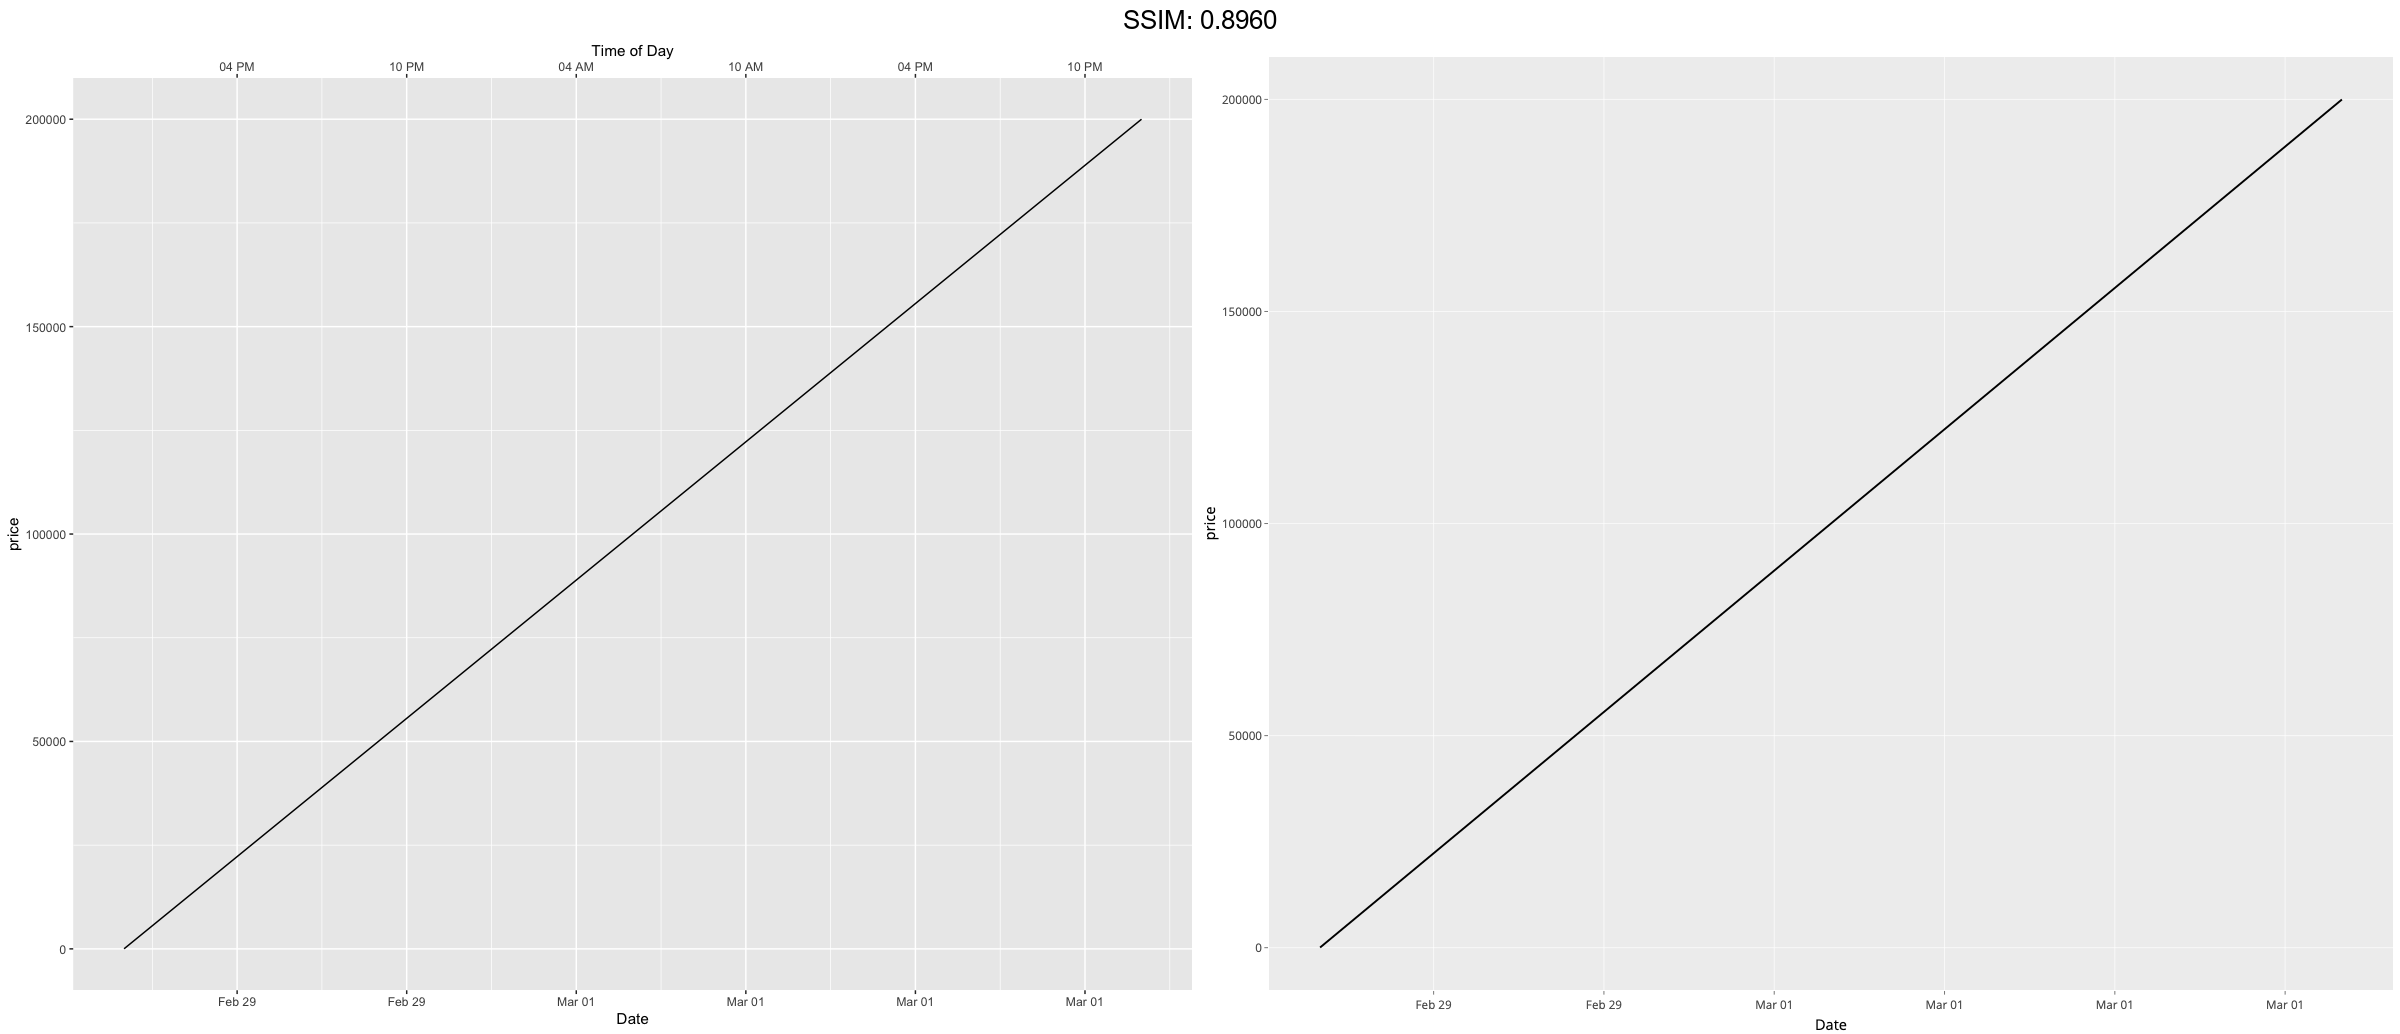 SSIM: 0.8960
Time of Day
04 PM 10 PM 04 AM 10 AM 04 PM 10 PM
200000
150000
100000
50000
0
price
Feb 29 Feb 29 Mar 01 Mar 01 Mar 01 Mar 01
Date
200000
150000
100000
50000
0
price
Feb 29 Feb 29 Mar 01 Mar 01 Mar 01 Mar 01
Date